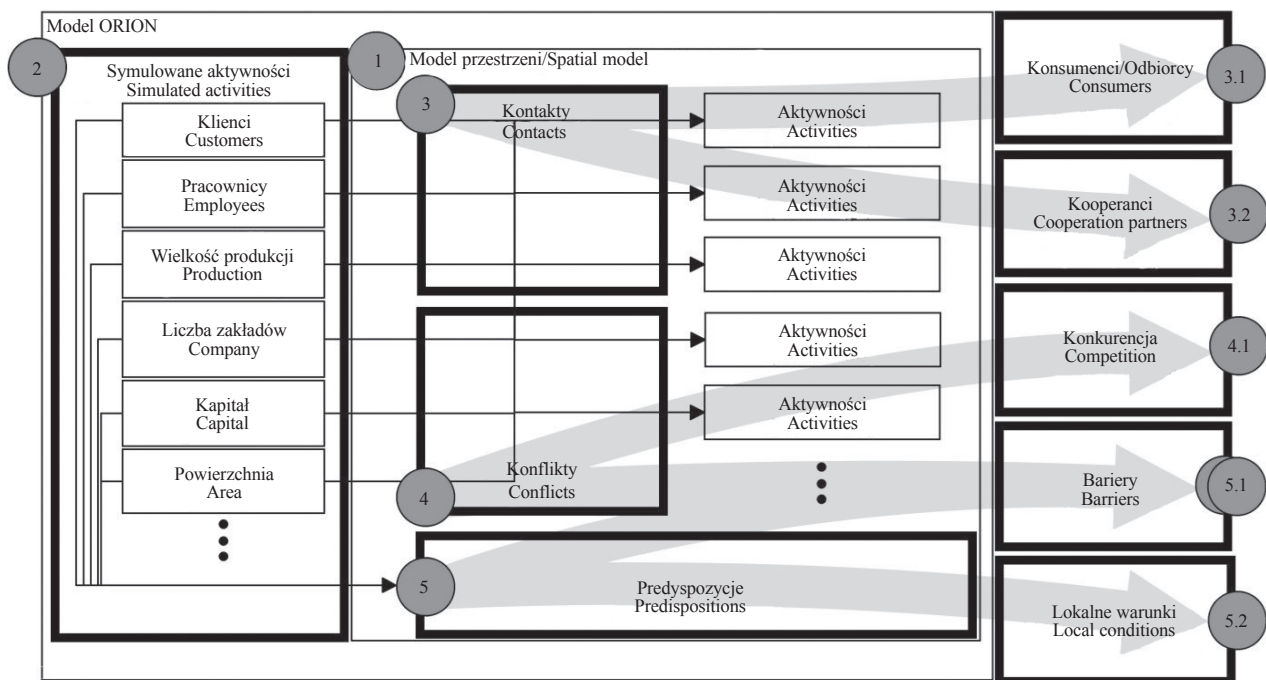 Model ORION
2
Symulowane aktywności
Simulated activities
Klienci
Customers
Pracownicy
Employees
Wielkość produkcji
Production
Liczba zakładów
Company
Kapitał
Capital
Powierzchnia
Area
1
Model przestrzeni/Spatial model
3
Kontakty
Contacts
4
Konflikty
Conflicts
5
Predyspozycje
Predispositions
Aktywności
Activities
Aktywności
Activities
Aktywności
Activities
Aktywności
Activities
Aktywności
Activities
Konsumenci/Odbiorcy
Consumers
3.1
Kooperanci
Cooperation partners
3.2
Konkurencja
Competition
4.1
Bariery
Barriers
5.1
Lokalne warunki
Local conditions
5.2